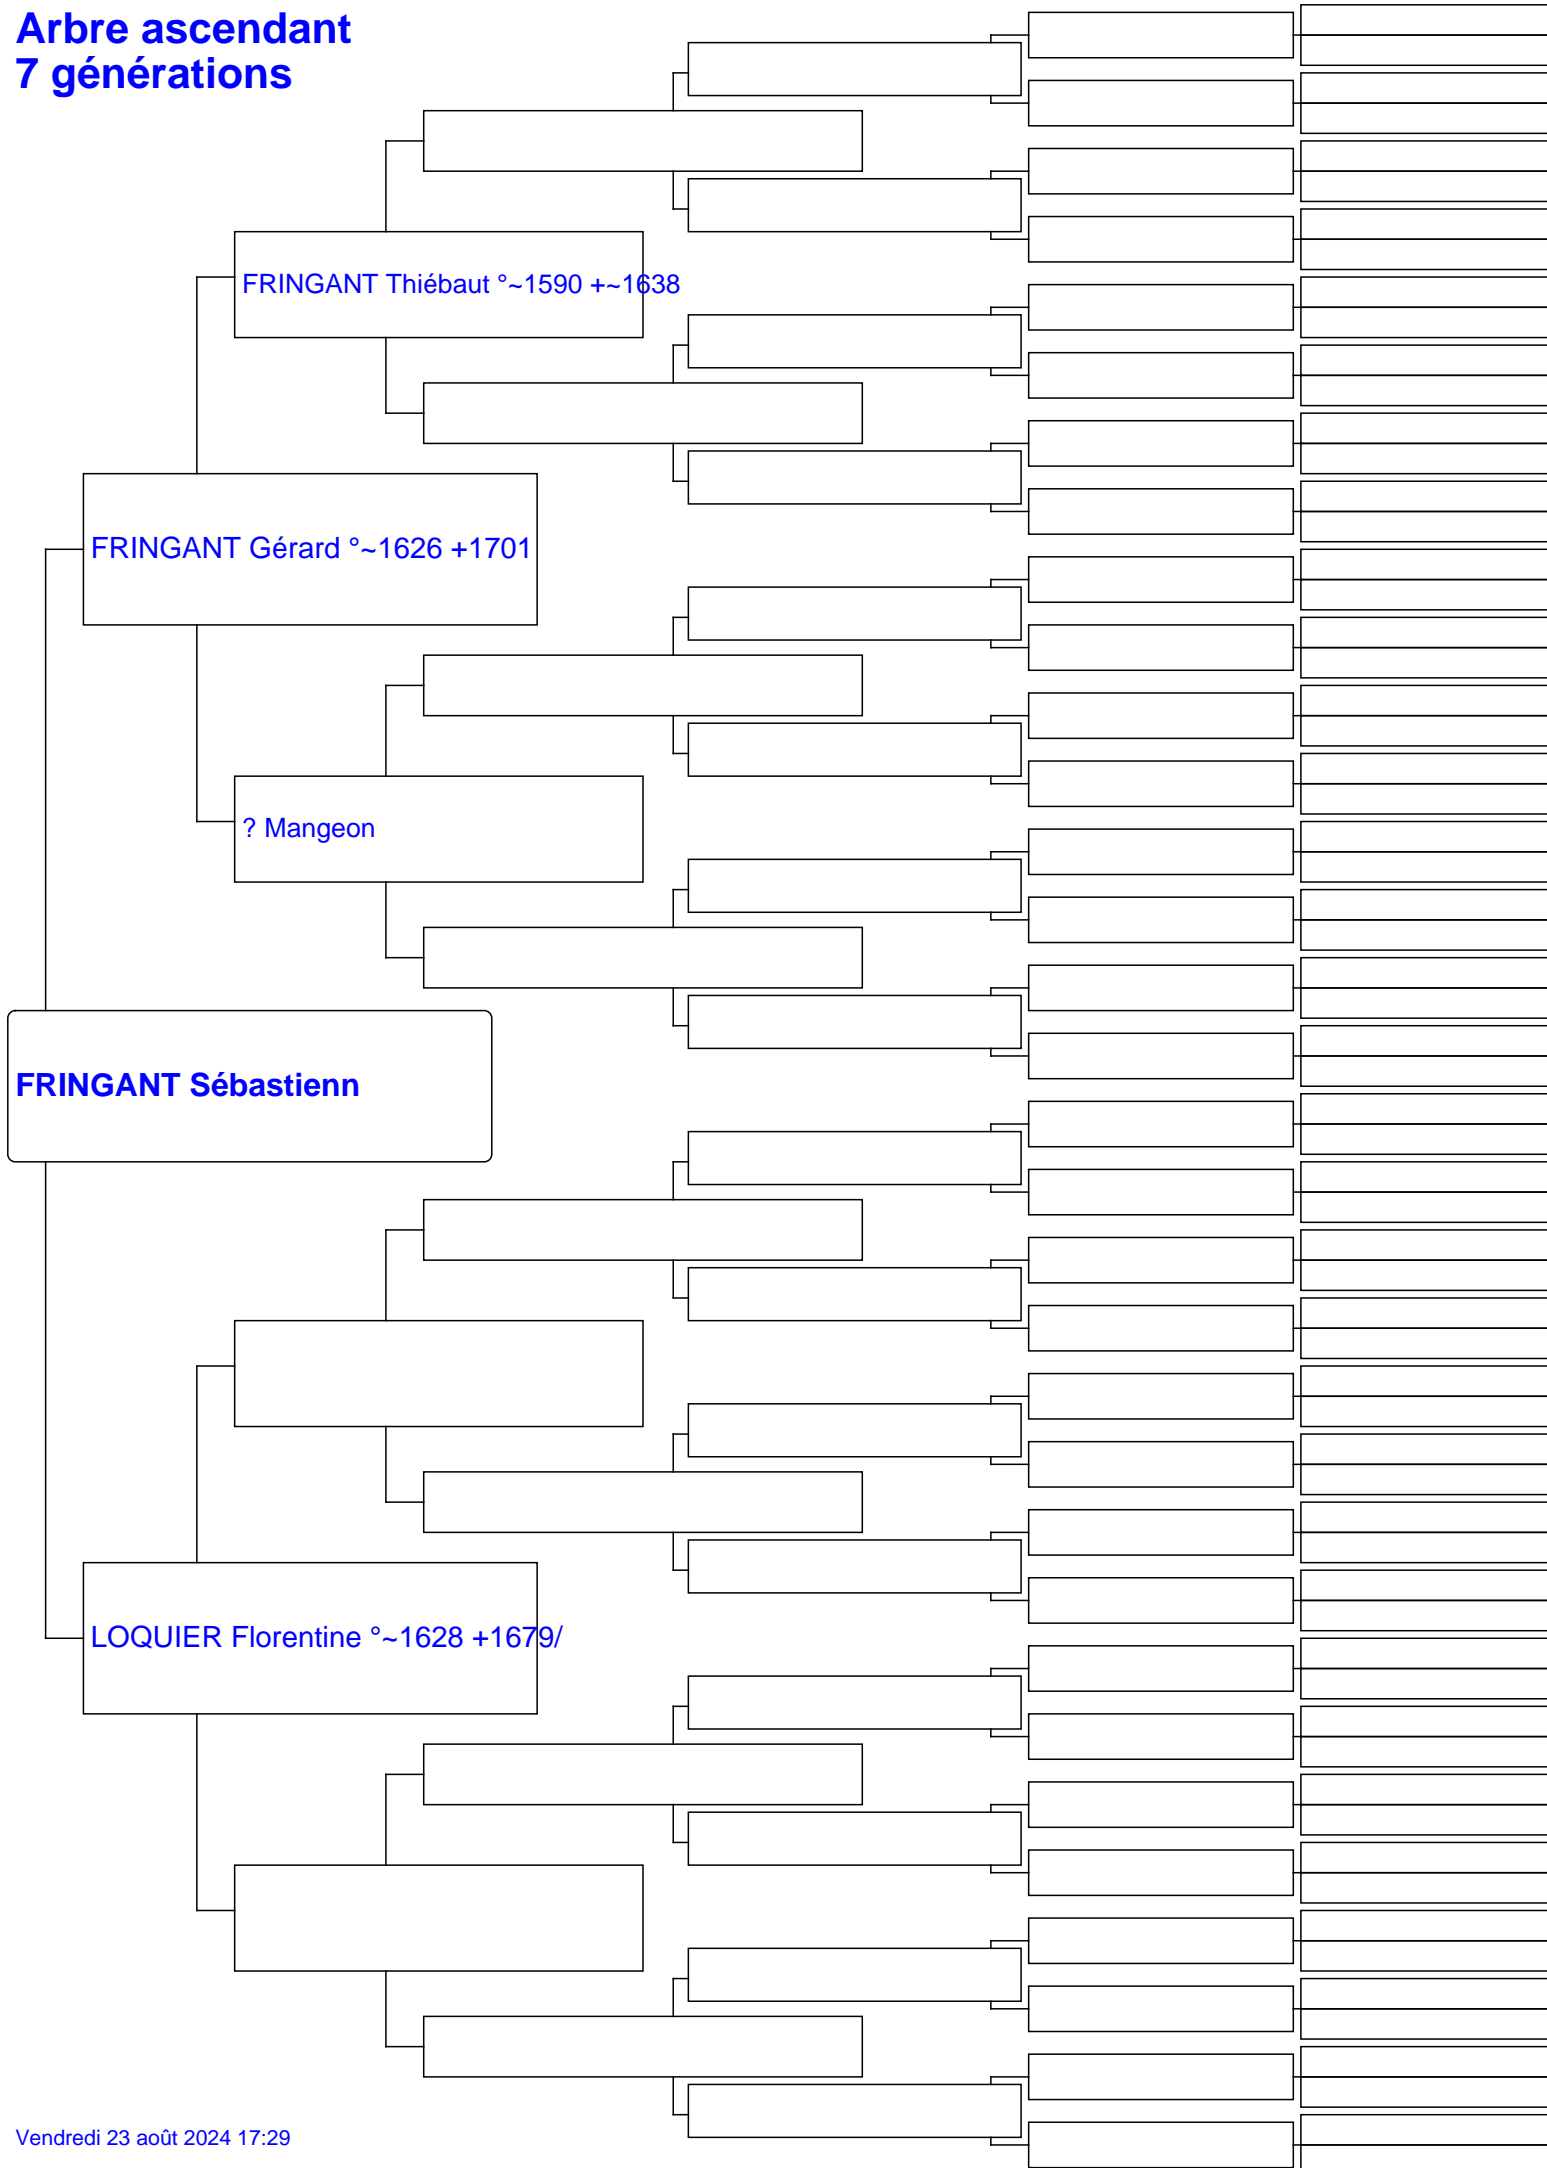 Arbre ascendant
7 générations
FRINGANT Thiébaut °~1590 +~1638
FRINGANT Gérard °~1626 +1701
? Mangeon
FRINGANT Sébastienn
LOQUIER Florentine °~1628 +1679/
Vendredi 23 août 2024 17:29